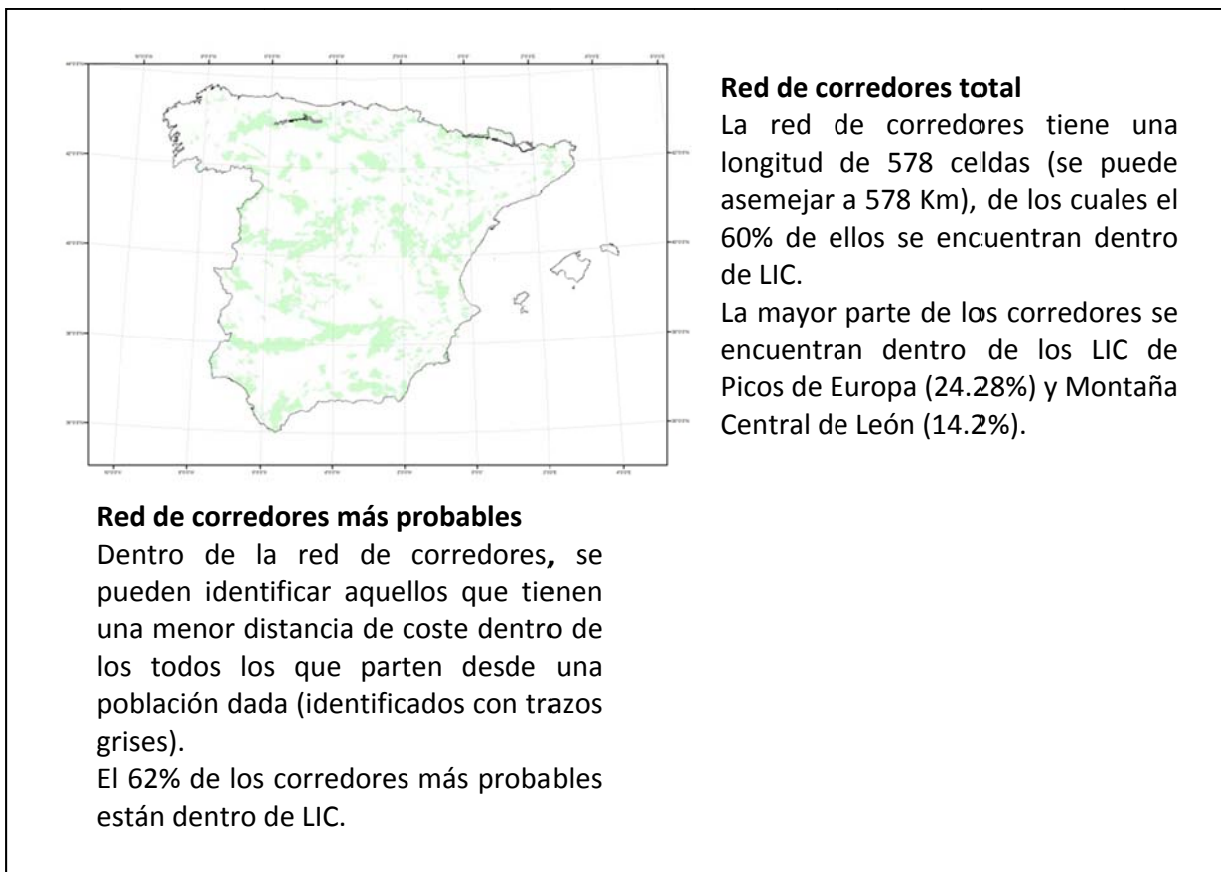 Red de corredores total
La red de corredores tiene una
longitud de 578 celdas (se puede
asemejar a 578 Km), de los cuales el
60% de ellos se encuentran dentro
de LIC.
La mayor parte de los corredores se
encuentran dentro de los LIC de
Picos de Europa (24.28%) y Montaña
Central de León (14.2%).
Red de corredores más probables
Dentro de la red de corredores, se
pueden identificar aquellos que tienen
una menor distancia de coste dentro de
los todos los que parten desde una
población dada (identificados con trazos
grises).
El 62% de los corredores más probables
están dentro de LIC.